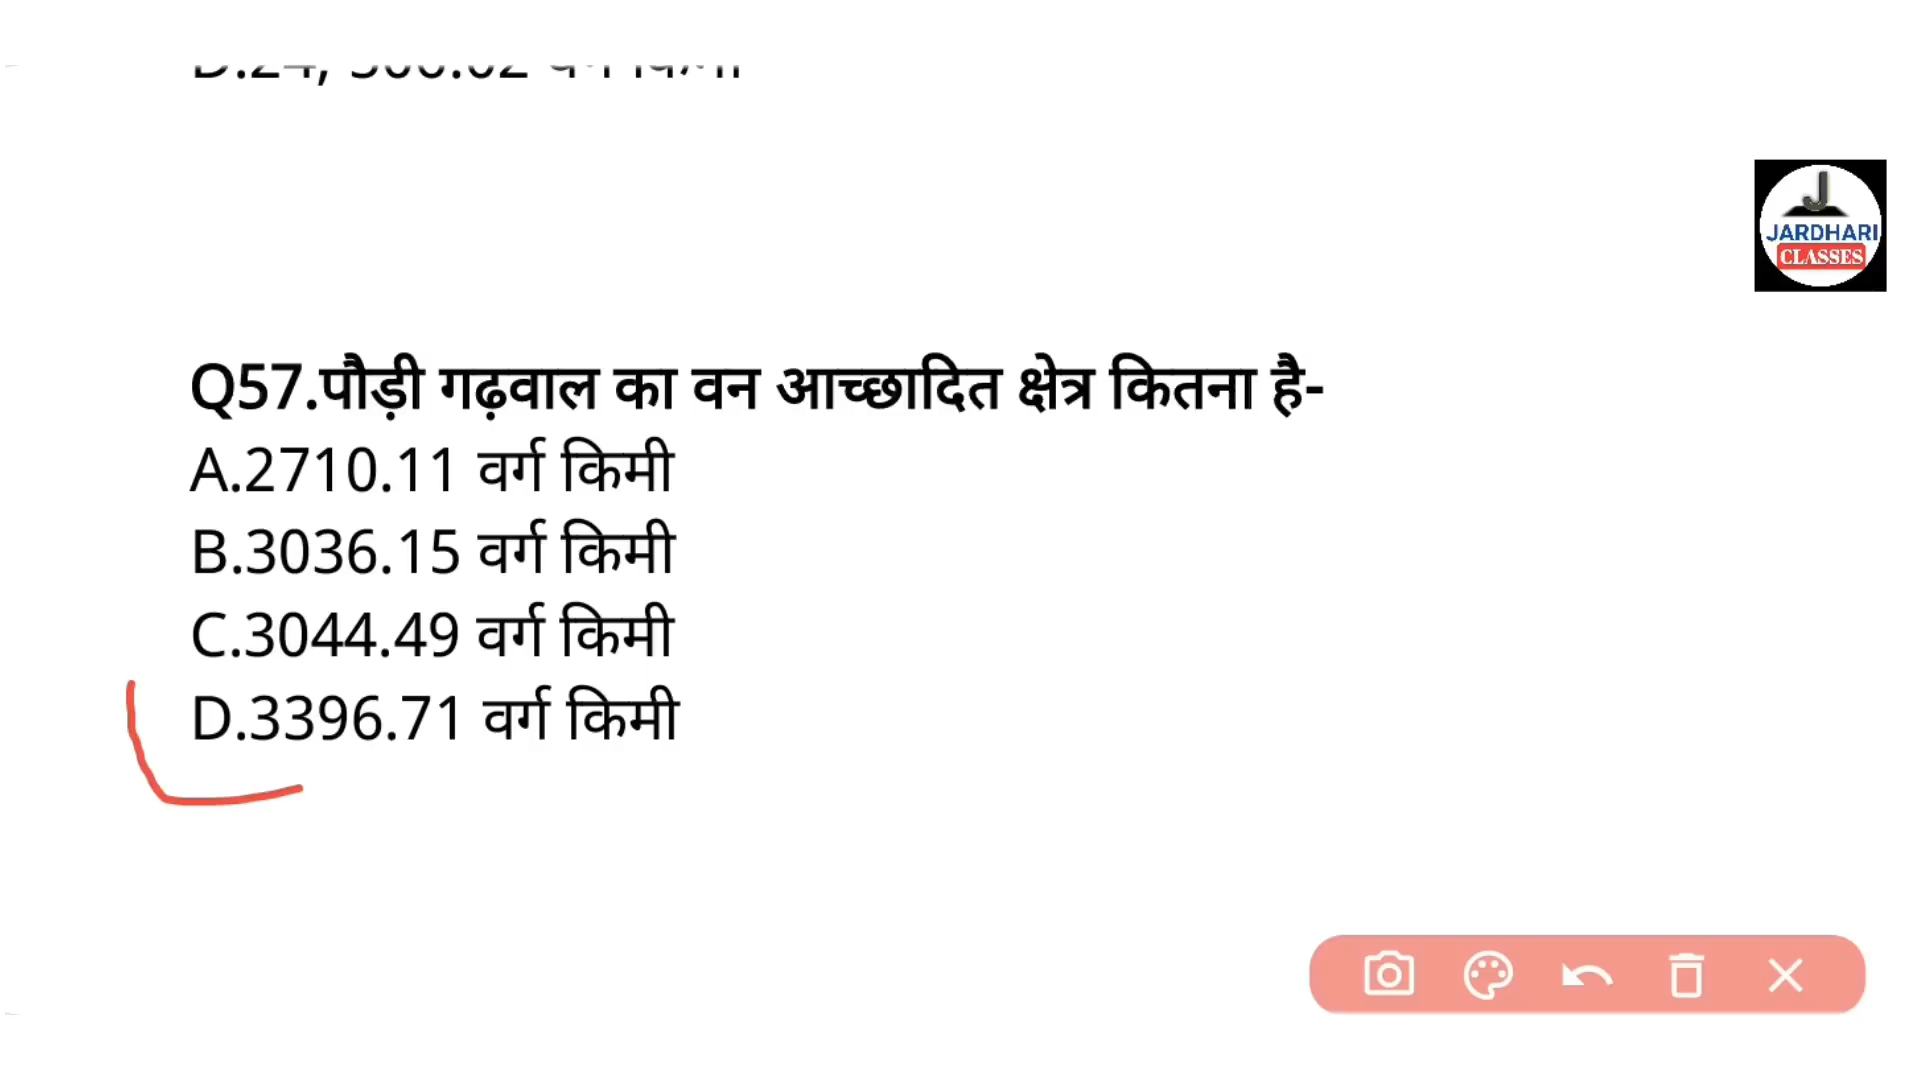 J
JARDHARI
CLASSES
Q57.पौड़ी गढ़वाल का वन आच्छादित क्षेत्र कितना है-
A.2710.11 वर्ग किमी
B.3036.15 वर्ग किमी
C.3044.49 वर्ग किमी
D.3396.71 वर्ग किमी